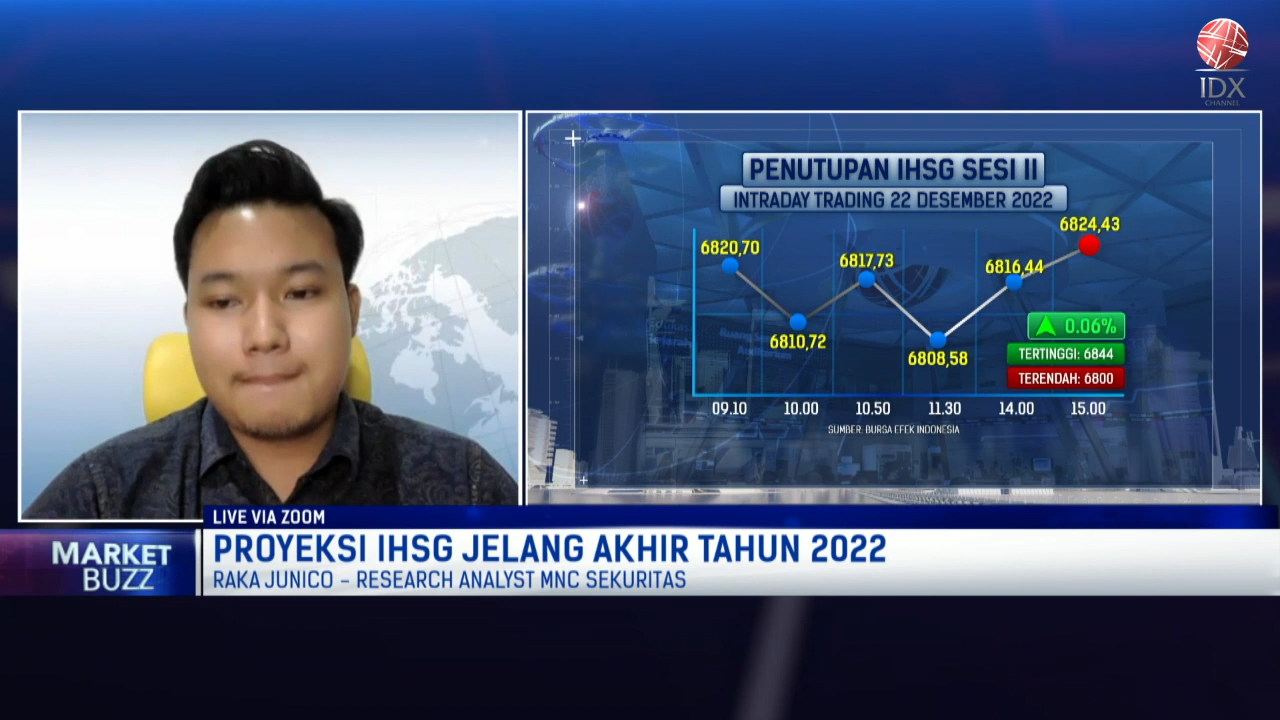 IDX
CHANNEL
PENUTUPAN IHSG SESI II
INTRADAY TRADING 22 DESEMBER 2022
6820,70
6810,72
6817,73
6808,58
6816,44
6824,43
0.06%
TERTINGGI: 6844
TERENDAH: 6800
09.10 10.00 10.50 11.30 14.00 15.00
SUMBER: BURSA EFEK INDONESIA
LIVE VIA ZOOM
MARKET
BUZZ
PROYEKSI IHSG JELANG AKHIR TAHUN 2022
RAKA JUNICO – RESEARCH ANALYST MNC SEKURITAS